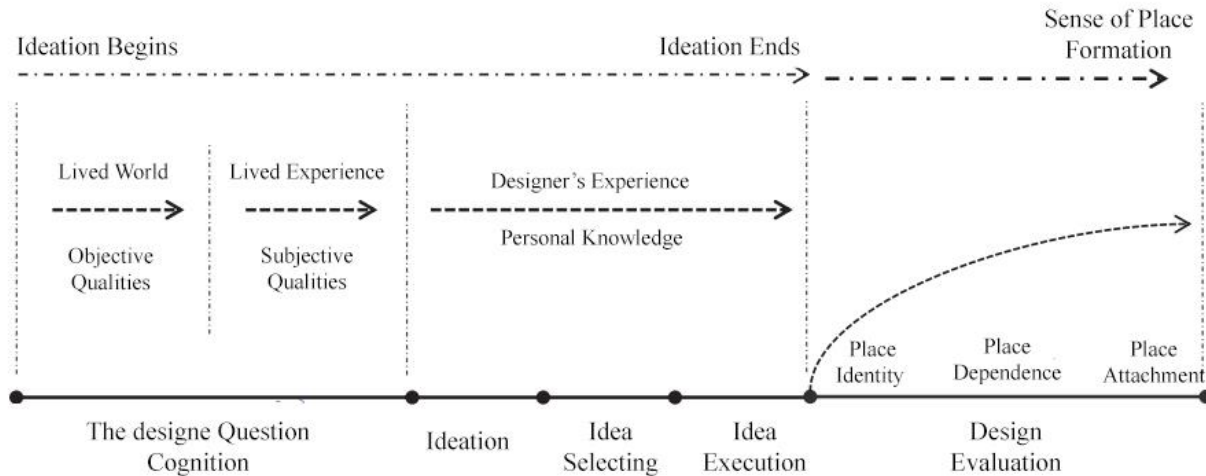 Ideation Begins
Ideation Ends
Sense of Place
Formation
Lived World
Lived Experience
Designer's Experience
Objective
Qualities
Subjective
Qualities
Personal Knowledge
Place
Identity
Place
Dependence
Place
Attachment
The designe Question
Cognition
Ideation
Idea
Selecting
Idea
Execution
Design
Evaluation